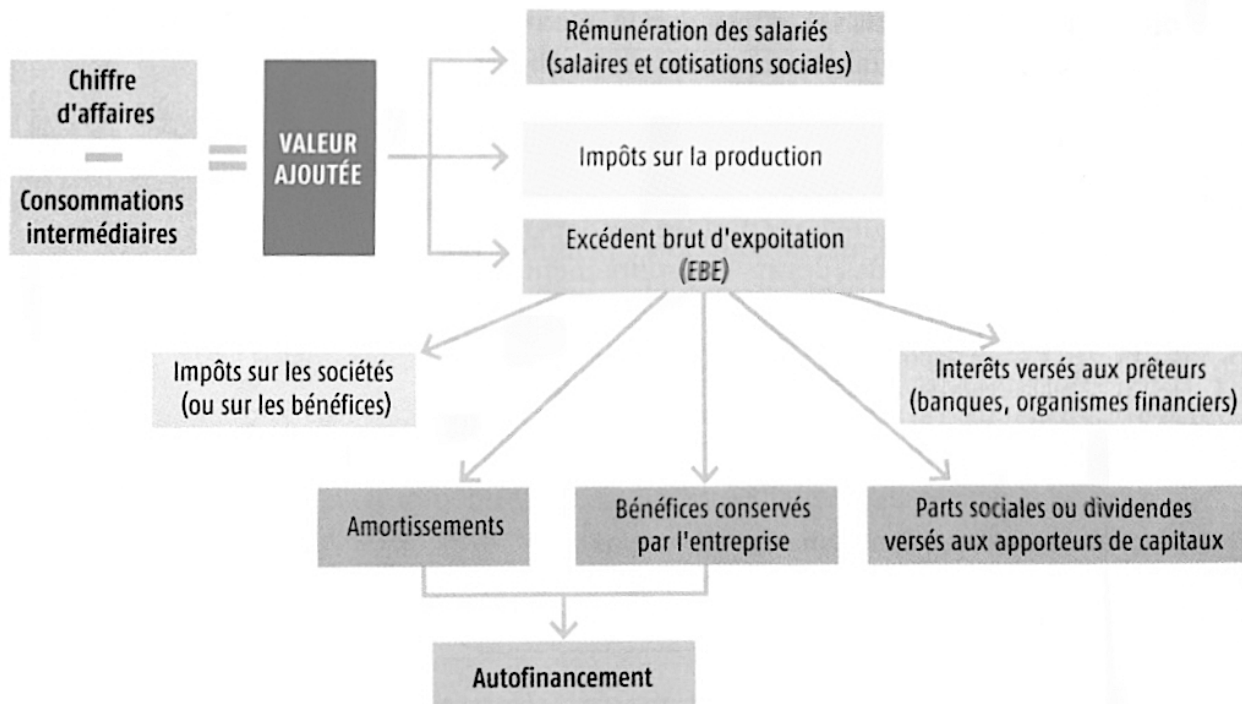 Rémunération des salariés
(salaires et cotisations sociales)
Chiffre
d'affaires
—
Consommations
intermédiaires
=
VALEUR
AJOUTÉE
Impôts sur la production
Excédent brut d'expoitation
(EBE)
Impôts sur les sociétés
(ou sur les bénéfices)
Interêts versés aux prêteurs
(banques, organismes financiers)
Amortissements
Bénéfices conservés
par l'entreprise
Parts sociales ou dividendes
versés aux apporteurs de capitaux
Autofinancement